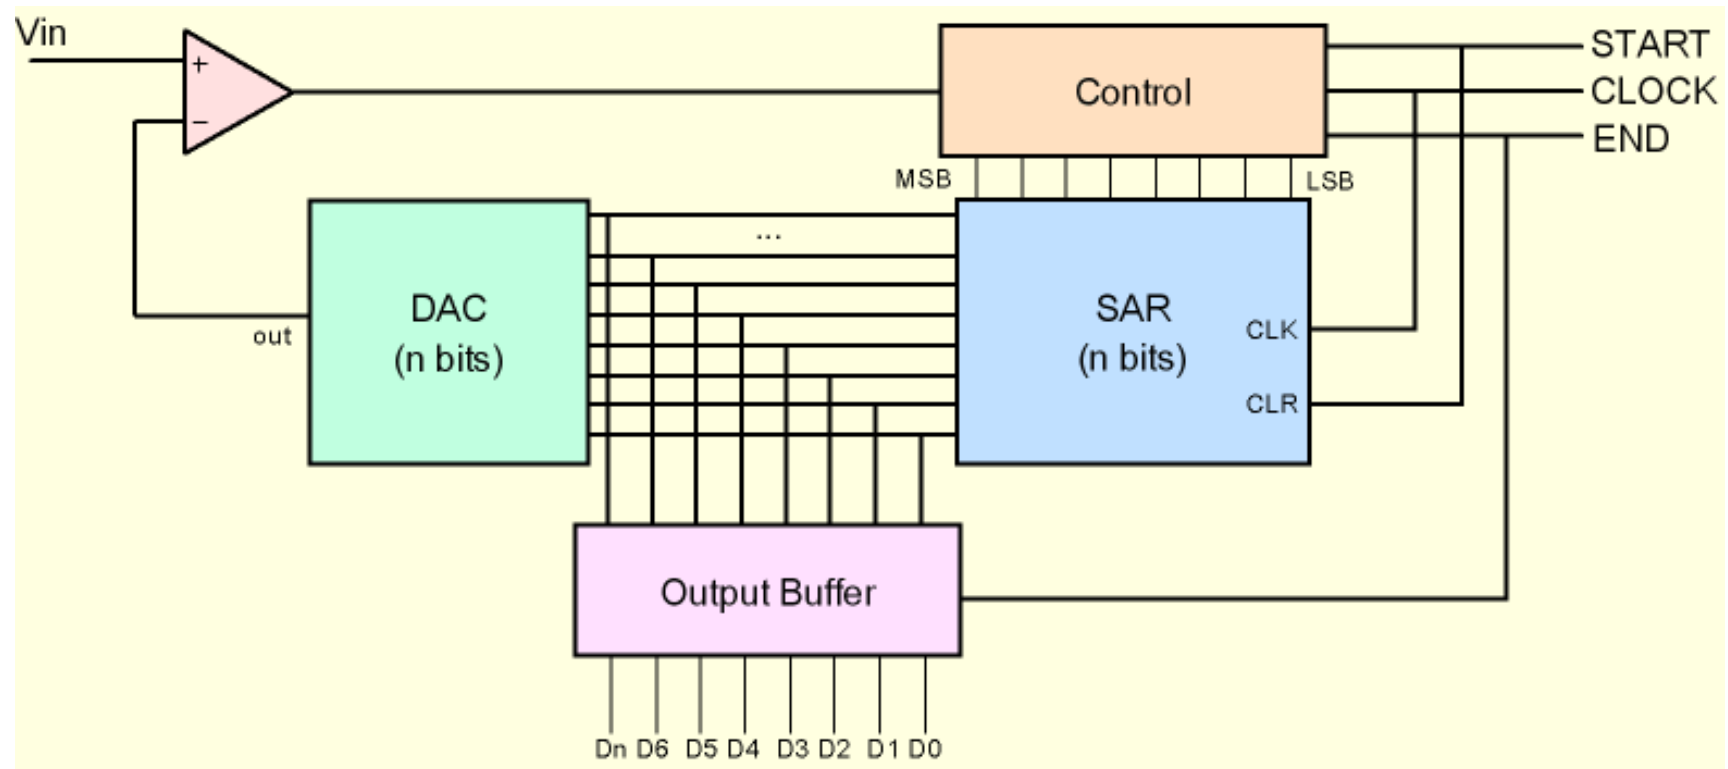 Vin
+
−
Control
START
CLOCK
END
MSB
LSB
...
DAC
(n bits)
out
SAR
(n bits)
CLK
CLR
Output Buffer
Dn D6 D5 D4 D3 D2 D1 D0